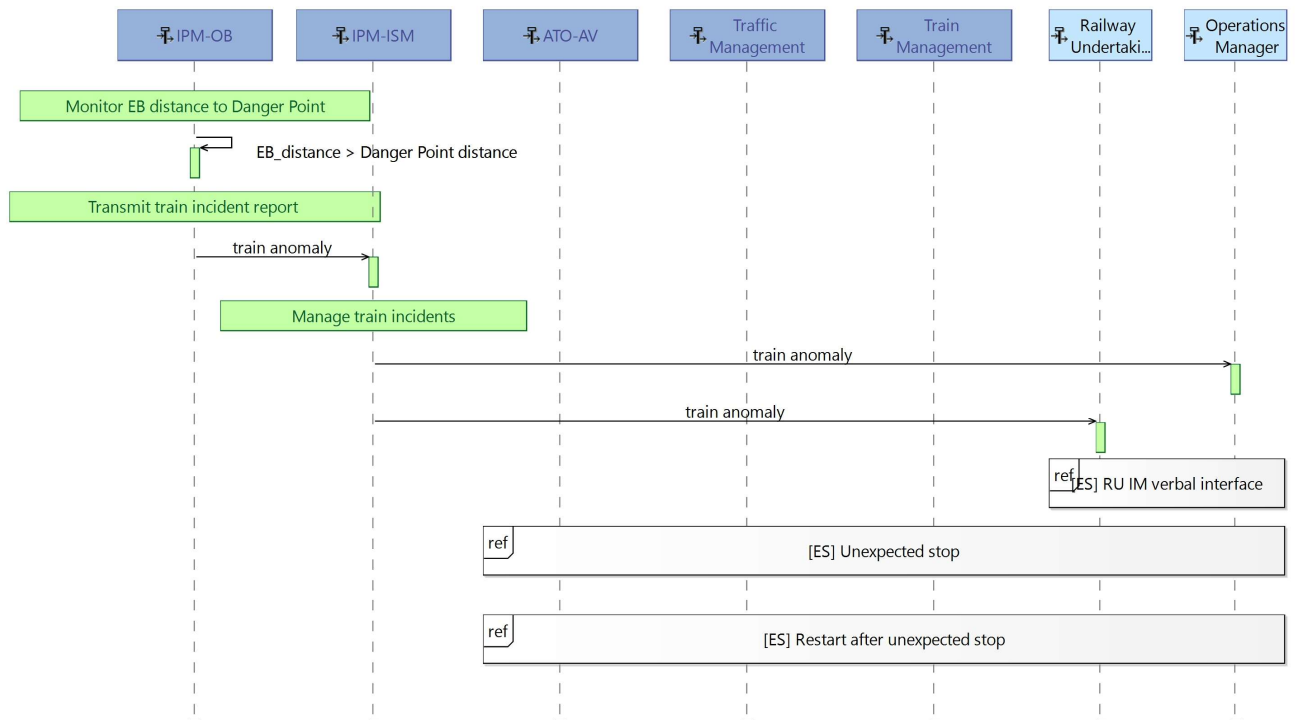 IPM-OB
IPM-ISM
ATO-AV
Traffic
Management
Train
Management
Railway
Undertaki...
Operations
Manager
Monitor EB distance to Danger Point
EB_distance > Danger Point distance
Transmit train incident report
train anomaly
Manage train incidents
train anomaly
train anomaly
ref
[ES] RU IM verbal interface
ref
[ES] Unexpected stop
ref
[ES] Restart after unexpected stop